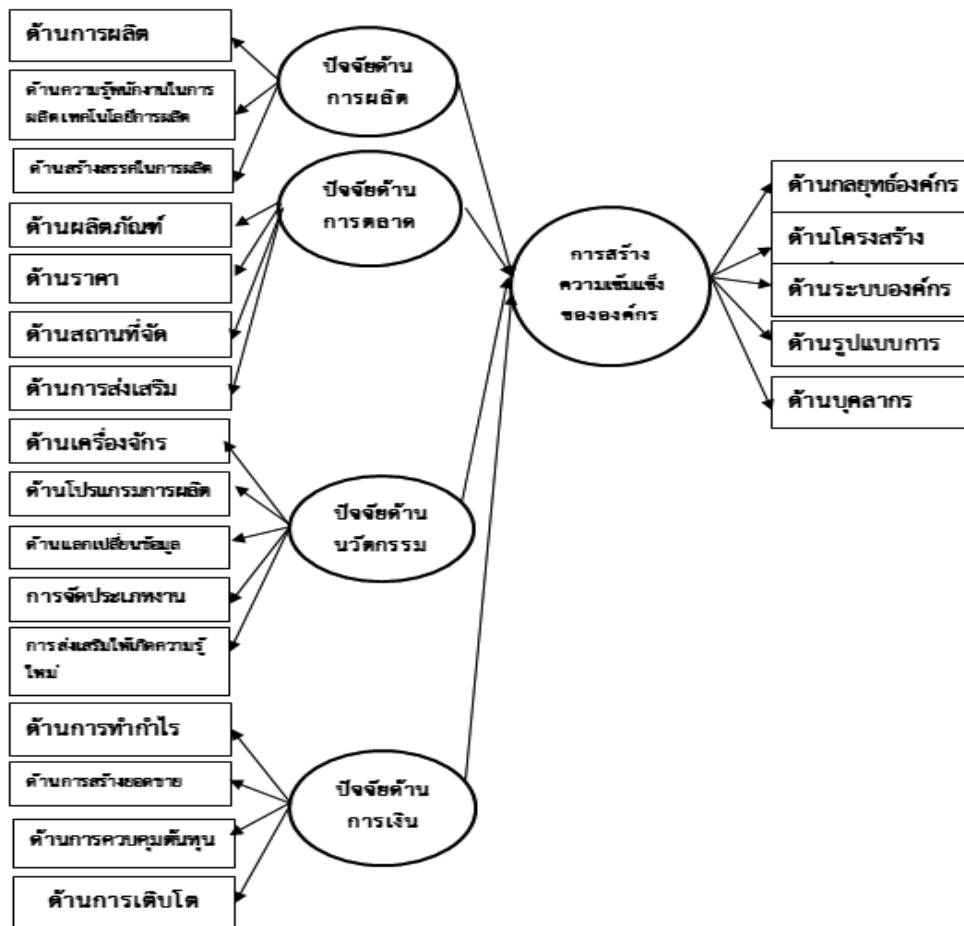 ด้านการผลิต
ด้านความรู้พนักงานในการ
ผลิต เทคโนโลยีการผลิต
ด้านสร้างสรรค์ในการผลิต
ด้านผลิตภัณฑ์
ด้านราคา
ด้านสถานที่จัด
ด้านการส่งเสริม
ด้านเครื่องจักร
ด้านโปรแกรมการผลิต
ด้านแลกเปลี่ยนข้อมูล
การจัดประเภทงาน
การส่งเสริมให้เกิดความรู้
ใหม่
ด้านการทำกำไร
ด้านการสร้างยอดขาย
ด้านการควบคุมต้นทุน
ด้านการเติบโต
ปัจจัยด้าน
การผลิต
ปัจจัยด้าน
การตลาด
ปัจจัยด้าน
นวัตกรรม
ปัจจัยด้าน
การเงิน
การสร้าง
ความเข้มแข็ง
ขององค์กร
ด้านกลยุทธ์องค์กร
ด้านโครงสร้าง
ด้านระบบองค์กร
ด้านรูปแบบการ
ด้านบุคลากร